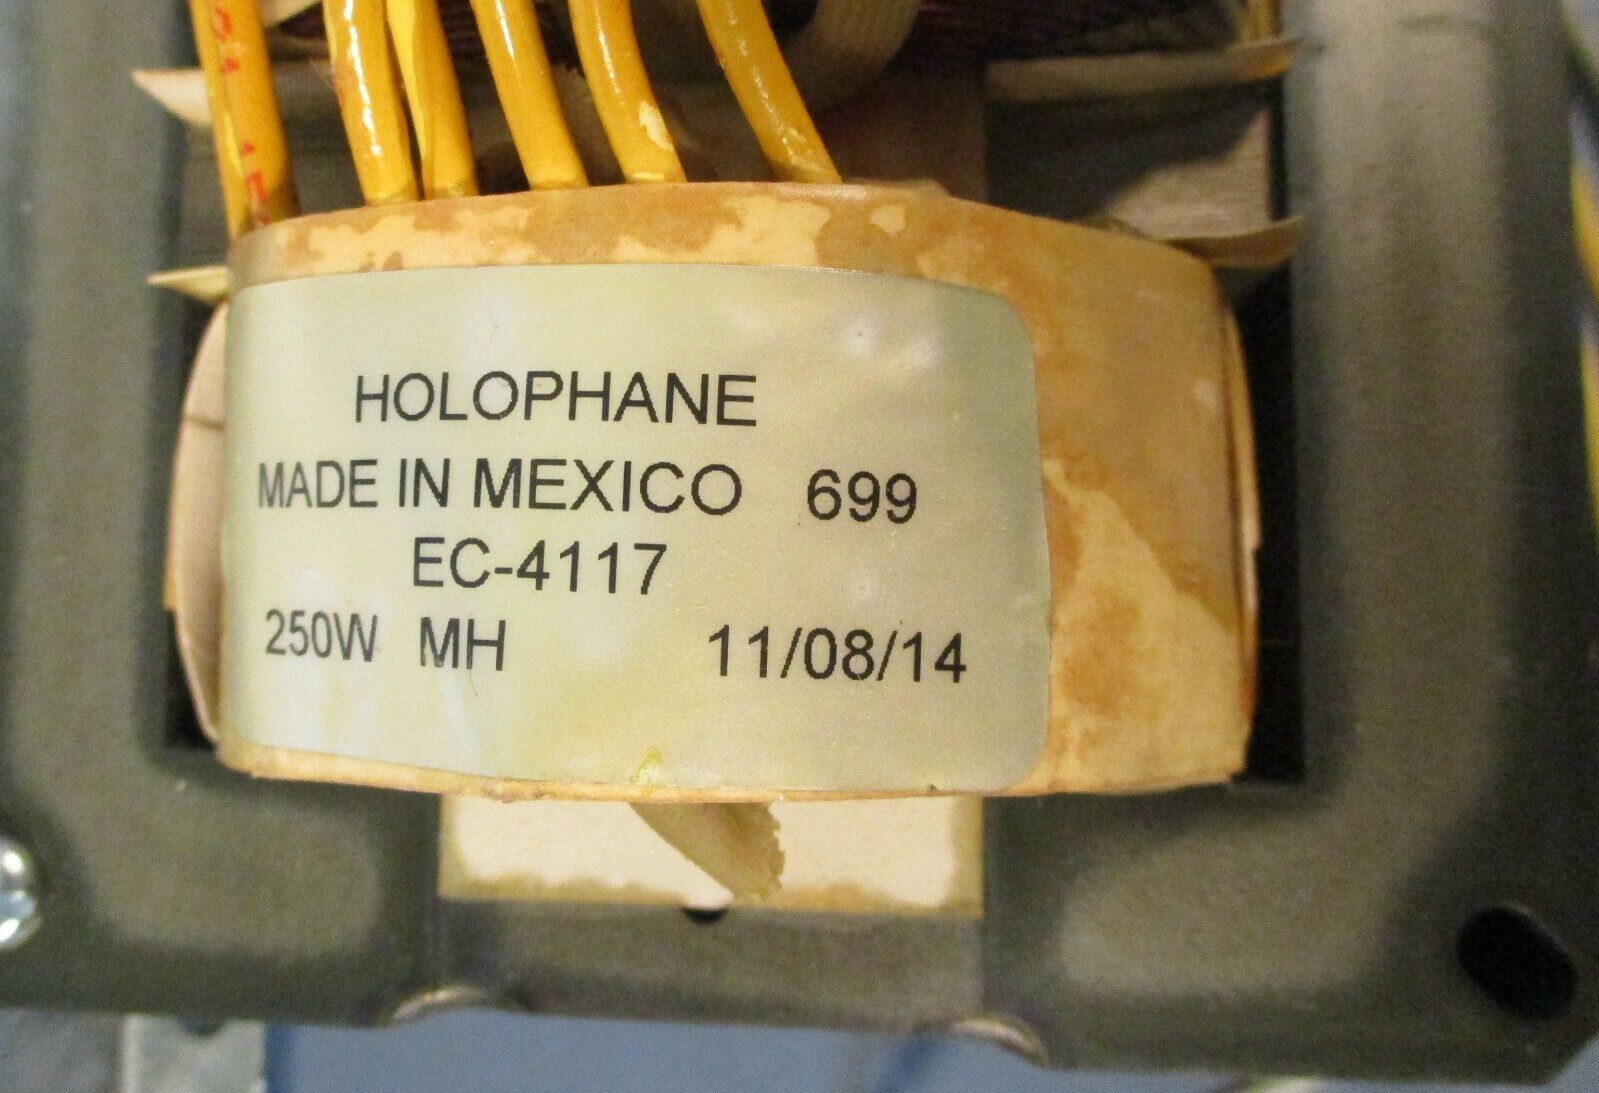 HOLOPHANE
MADE IN MEXICO 699
EC-4117
250W MH 11/08/14